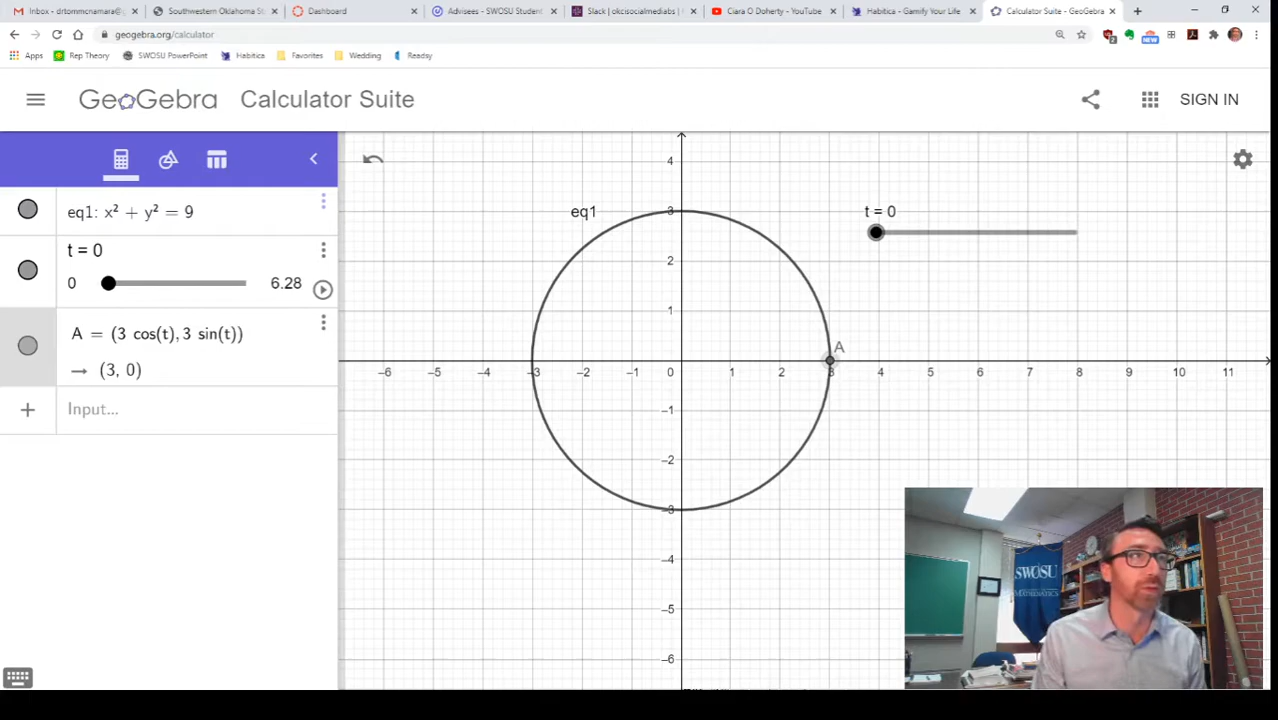 Inbox - drtommcnamara@g
Southwestern Oklahoma St
Dashboard
Advisees - SWOSU Student
Slack | okcisocialmediabs |
Ciara O Doherty - YouTube
Habitica - Gamify Your Life
Calculator Suite - GeoGebra
geogebra.org/calculator
NEW
2
Apps
Rep Theory
SWOSU PowerPoint
Habitica
Favorites
Wedding
Readsy
GeoGebra
Calculator Suite
SIGN IN
eq1: x² + y² = 9
t = 0
0
6.28
A = (3 cos(t), 3 sin(t))
→ (3, 0)
Input...
eq1
t = 0
A
4
3
2
1
–1
–2
–3
–4
–5
–6
–6 –5 –4 –3 –2 –1 0 1 2 3 4 5 6 7 8 9 10 11
SWOSU
MATHEMATICS